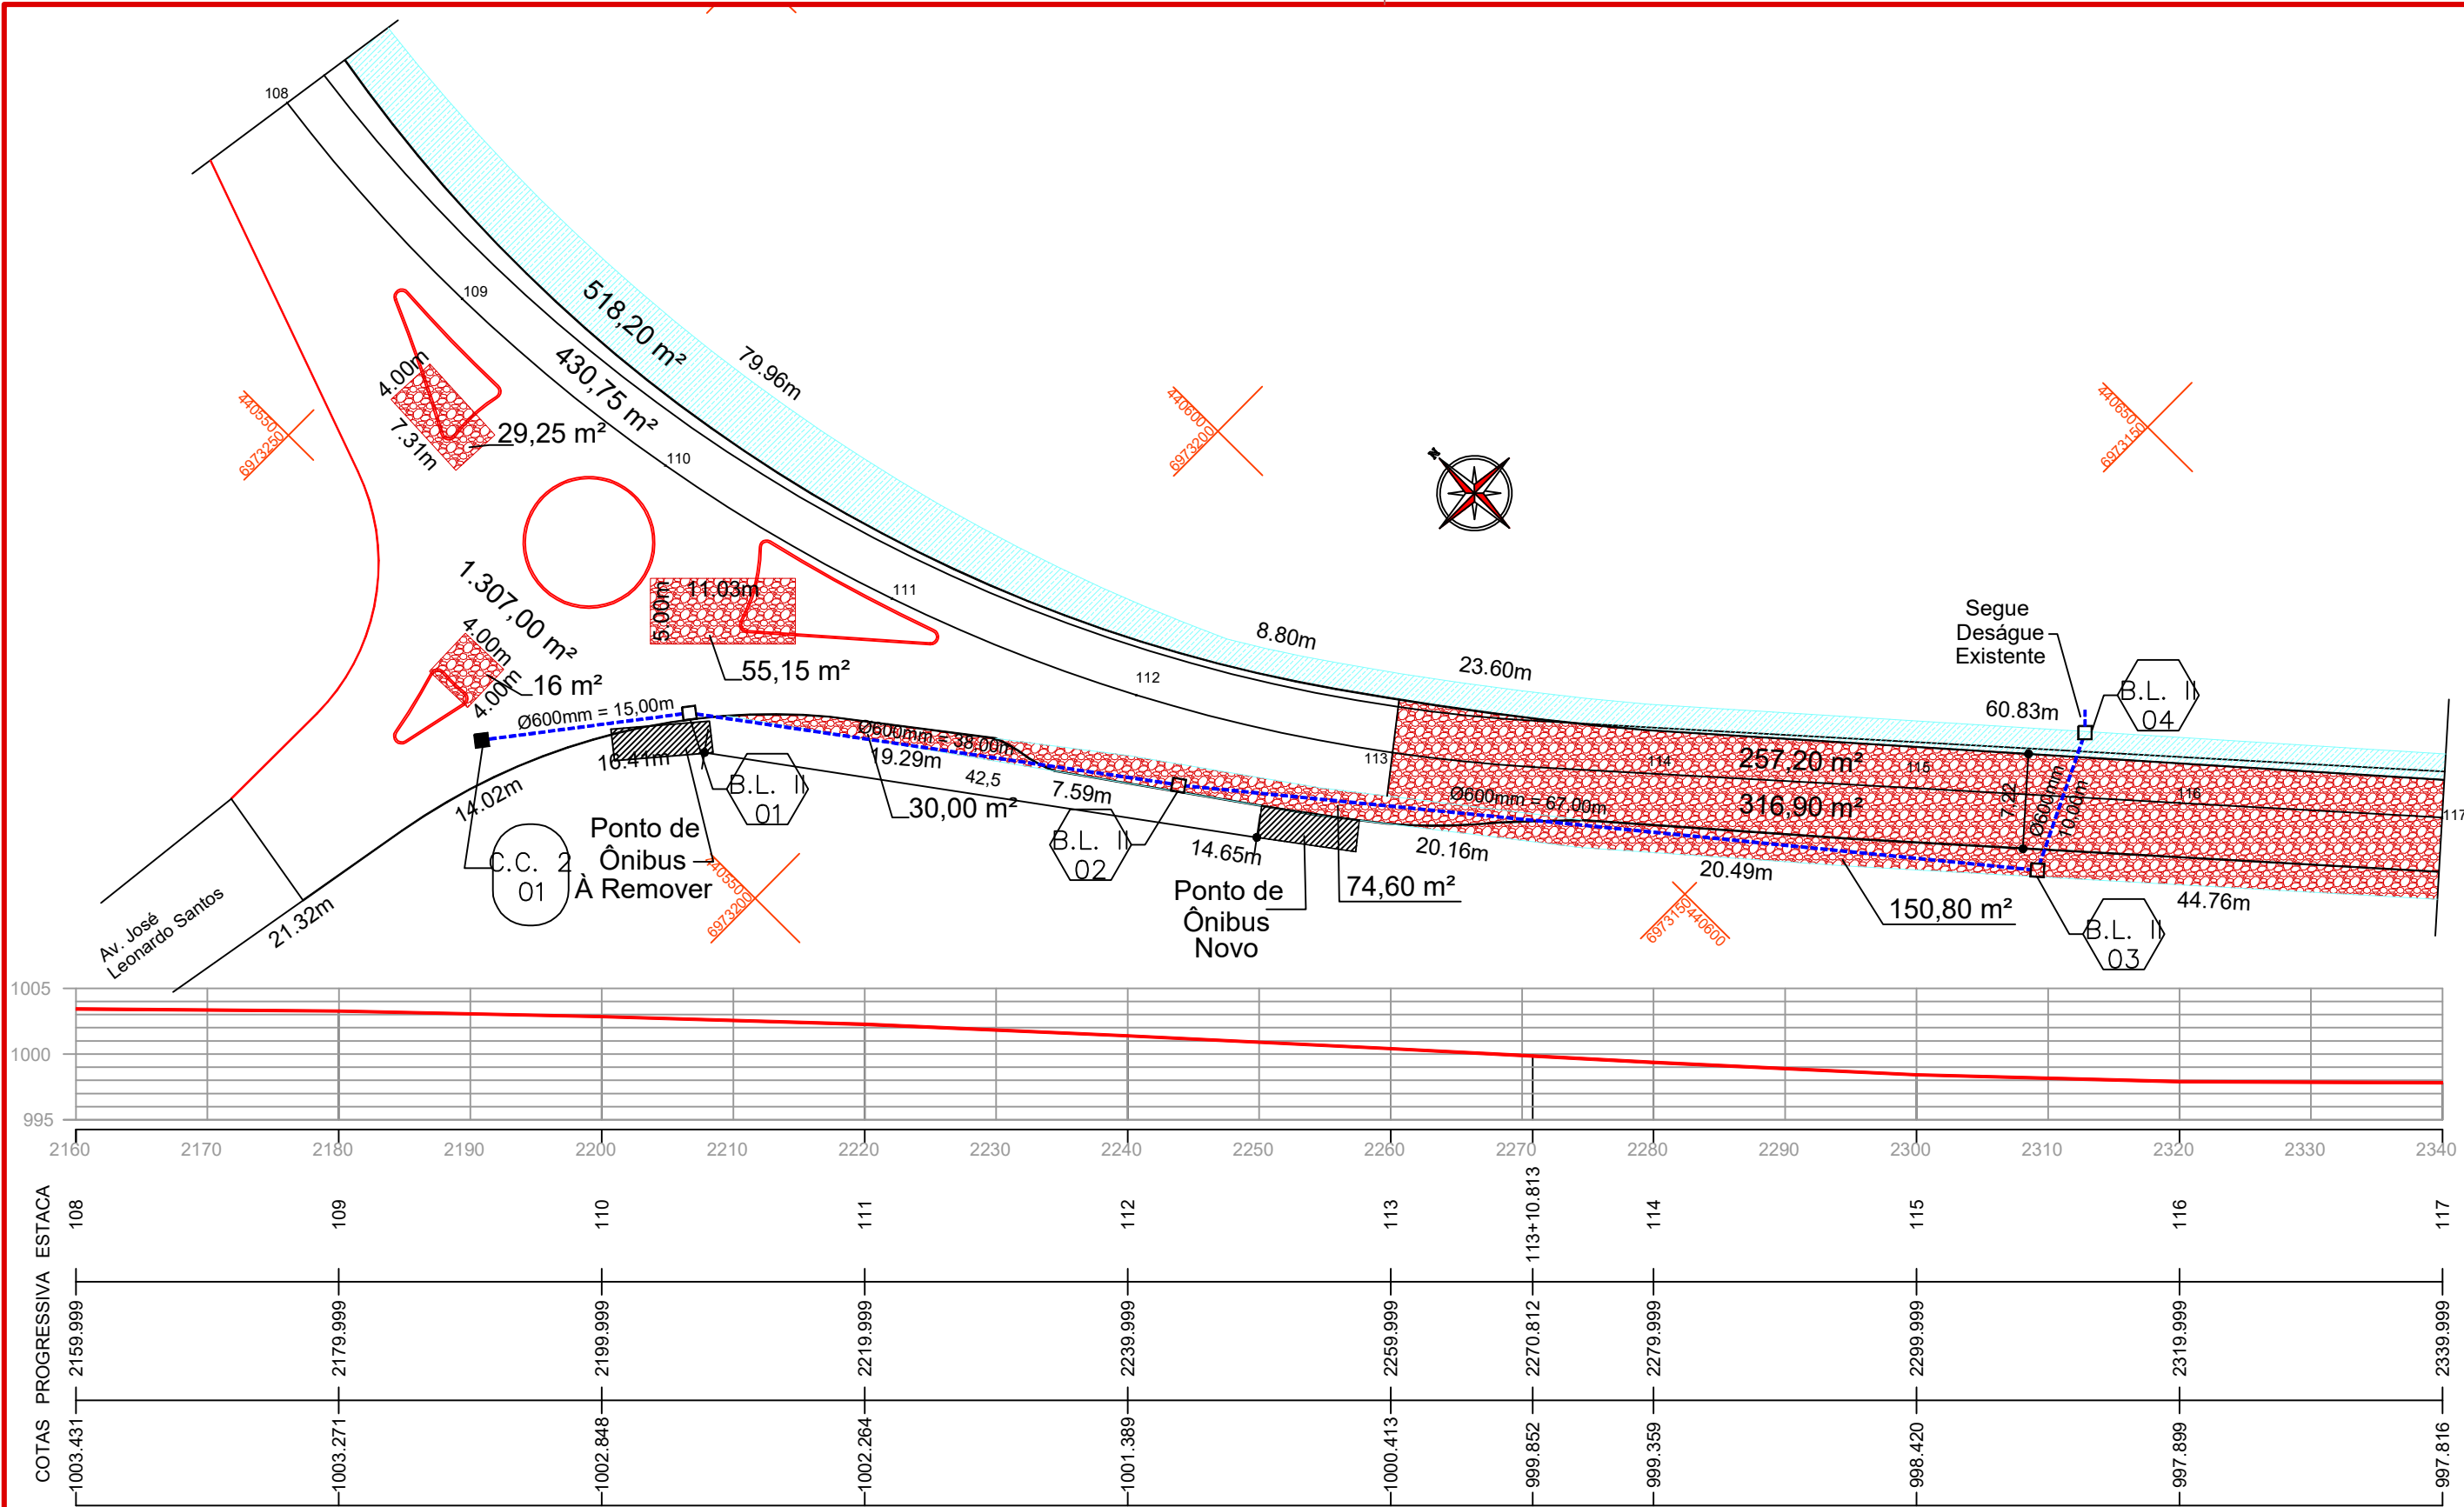 108
109
110
111
112
113
114
115
116
117
518,20 m²
430,75 m²
79.96m
4.00m
7.31m
29,25 m²
440550
6973250
440600
6973200
440650
6973150
N
1.307,00 m²
4.00m
4.00m
16 m²
11.03m
5.00m
55,15 m²
8.80m
23.60m
60.83m
Segue
Deságue
Existente
B.L. II
04
Ø600mm = 15,00m
16.41m
14.02m
21.32m
Av. José
Leonardo Santos
C.C. 2
01
Ponto de
Ônibus
À Remover
B.L. II
01
Ø600mm = 38,00m
19.29m
42,5
7.59m
30,00 m²
440550
6973200
B.L. II
02
14.65m
Ponto de
Ônibus
Novo
74,60 m²
Ø600mm = 67,00m
257,20 m²
316,90 m²
7.22
Ø600mm
10,00m
20.16m
20.49m
44.76m
150,80 m²
6973150
440600
B.L. II
03
1005
1000
995
2160 2170 2180 2190 2200 2210 2220 2230 2240 2250 2260 2270 2280 2290 2300 2310 2320 2330 2340
ESTACA 108 109 110 111 112 113 113+10.813 114 115 116 117
PROGRESSIVA 2159.999 2179.999 2199.999 2219.999 2239.999 2259.999 2270.812 2279.999 2299.999 2319.999 2339.999
COTAS 1003.431 1003.271 1002.848 1002.264 1001.389 1000.413 999.852 999.359 998.420 997.899 997.816